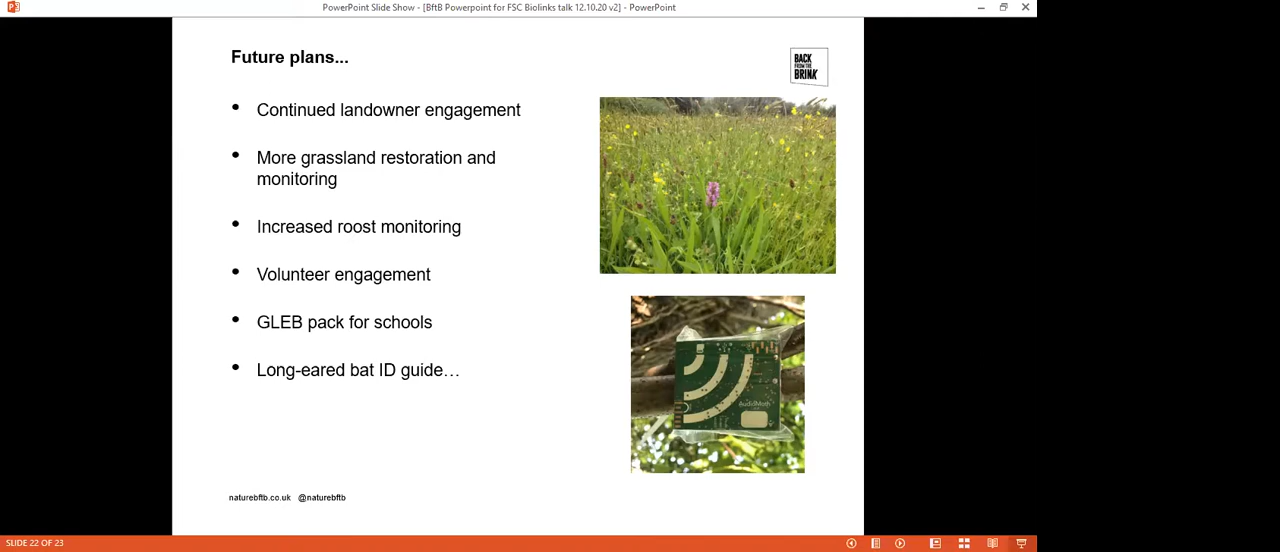 PowerPoint Slide Show - [BftB Powerpoint for FSC Biolinks talk 12.10.20 v2] - PowerPoint
Future plans...
BACK
FROM THE
BRINK
• Continued landowner engagement
• More grassland restoration and
monitoring
• Increased roost monitoring
• Volunteer engagement
• GLEB pack for schools
• Long-eared bat ID guide…
AudioMoth
naturebftb.co.uk @naturebftb
SLIDE 22 OF 23